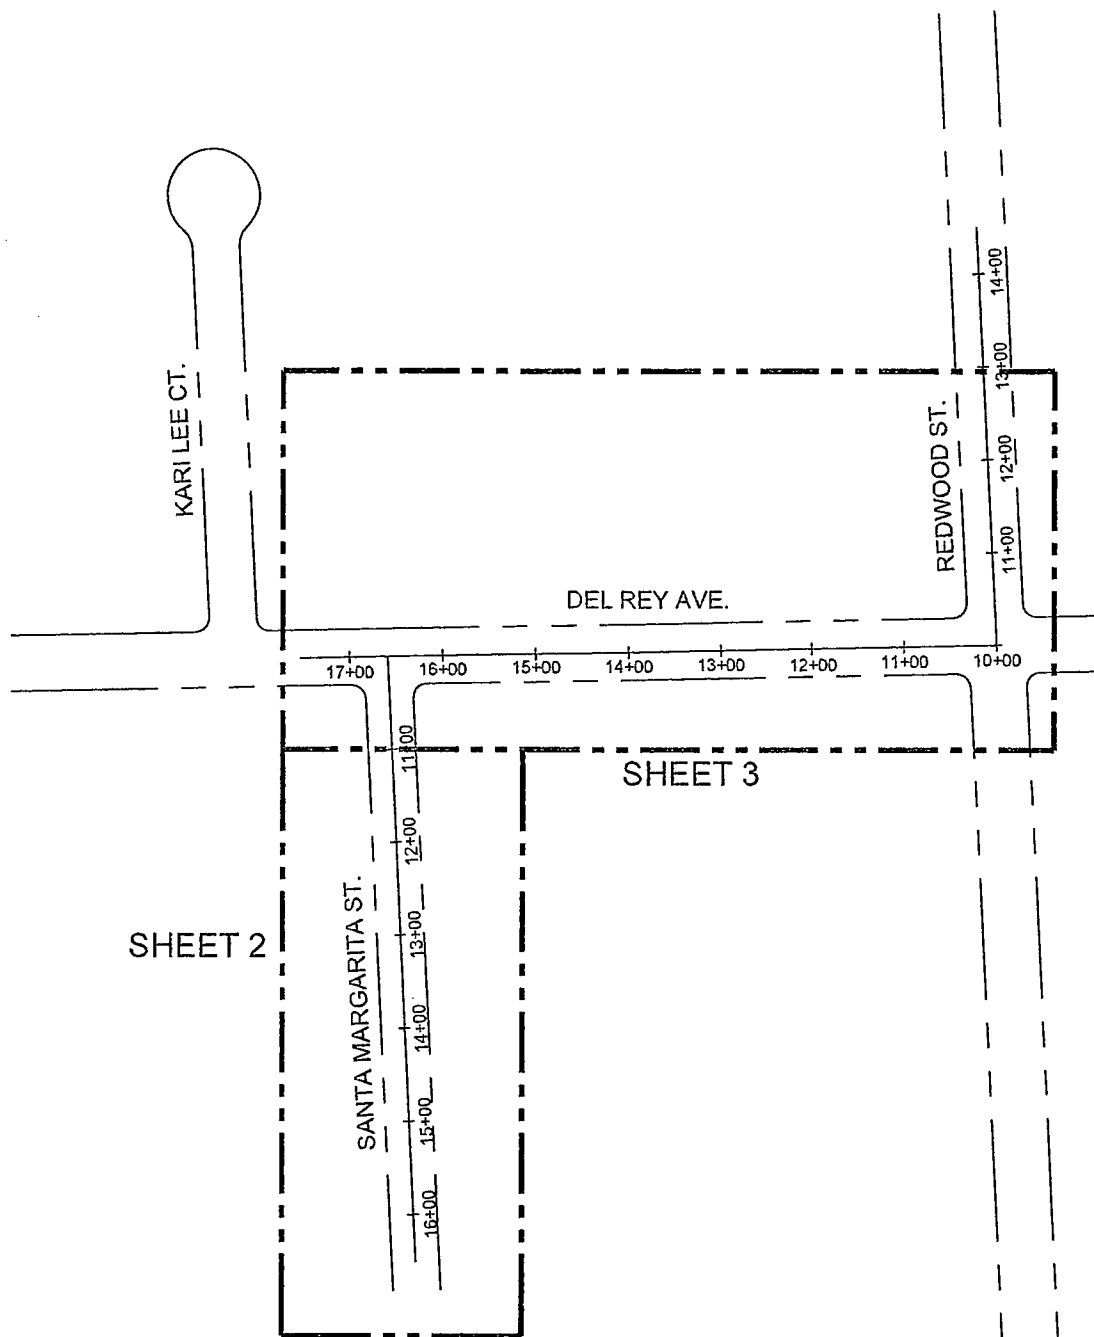 14+00
13+00
KARI LEE CT.
REDWOOD ST.
12+00
11+00
DEL REY AVE.
17+00 16+00 15+00 14+00 13+00 12+00 11+00 10+00
11+00
SHEET 3
12+00
SHEET 2
SANTA MARGARITA ST.
13+00
14+00
15+00
16+00